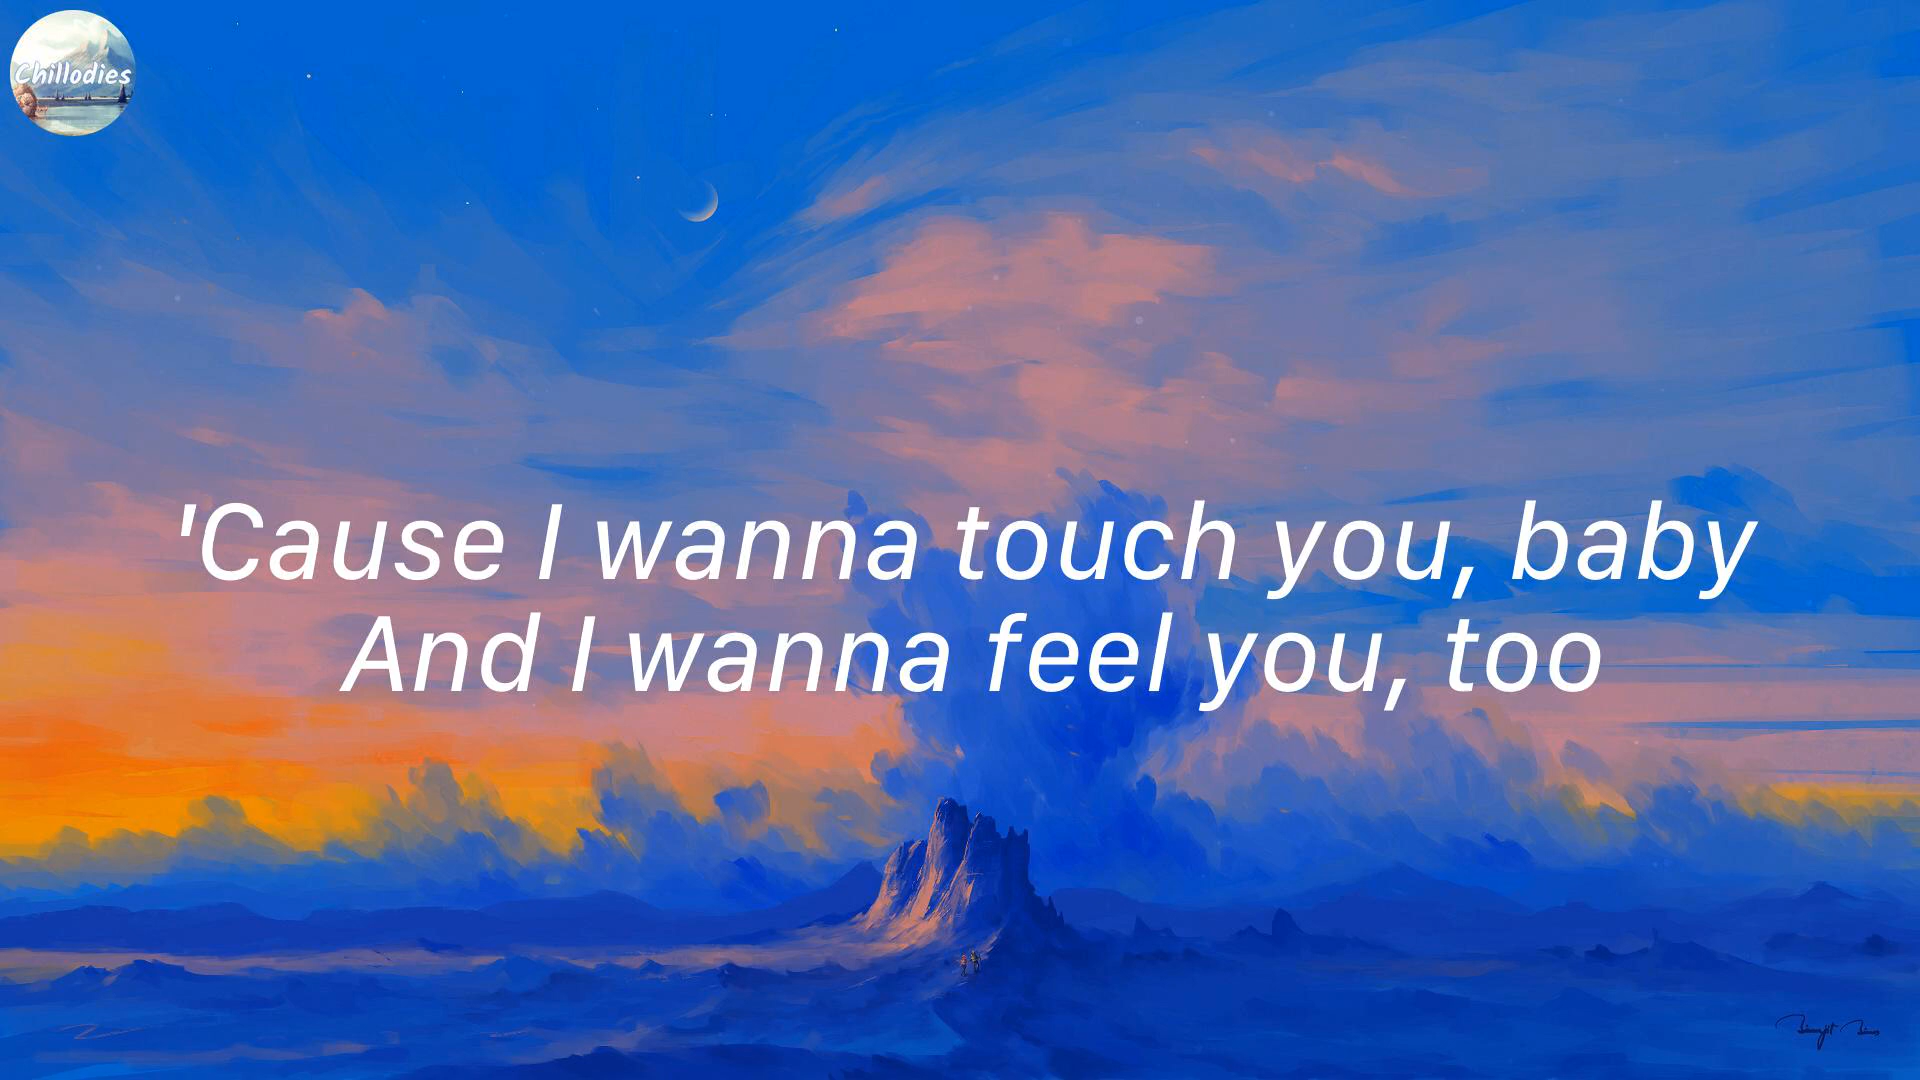 Chillodies
'Cause I wanna touch you, baby
And I wanna feel you, too